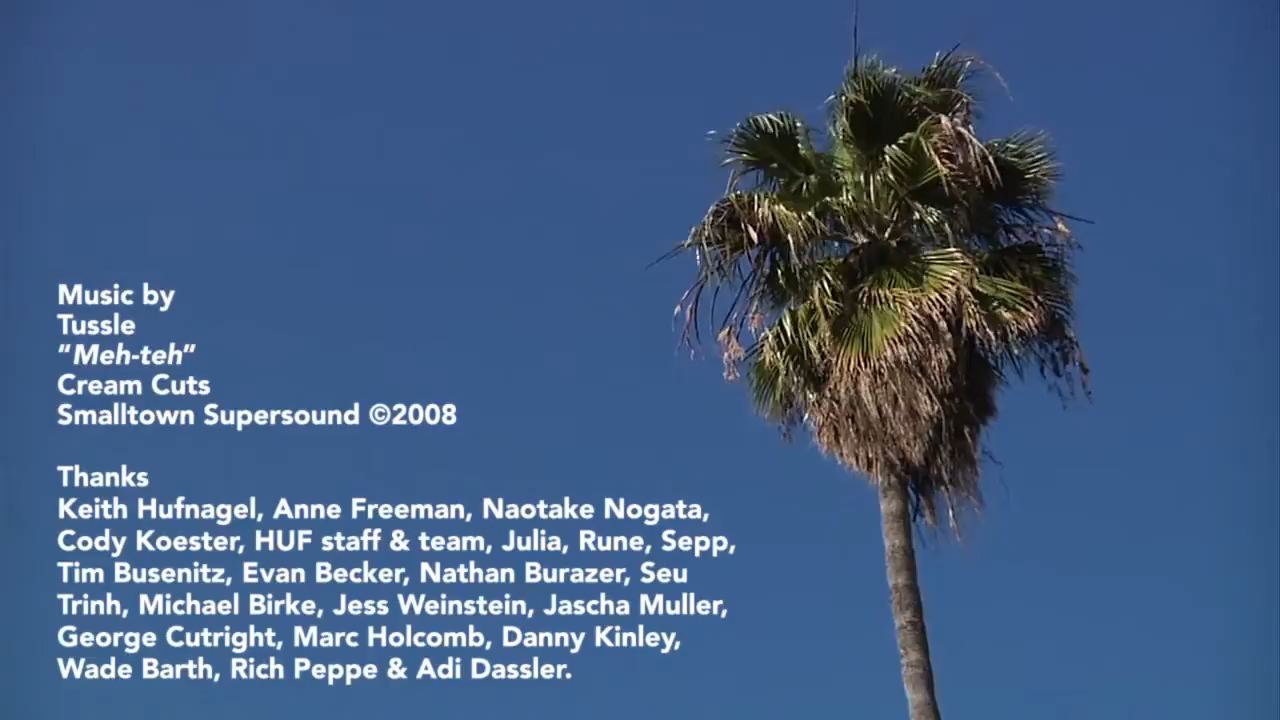 Music by
Tussle
“Meh-teh”
Cream Cuts
Smalltown Supersound ©2008
Thanks
Keith Hufnagel, Anne Freeman, Naotake Nogata,
Cody Koester, HUF staff & team, Julia, Rune, Sepp,
Tim Busenitz, Evan Becker, Nathan Burazer, Seu
Trinh, Michael Birke, Jess Weinstein, Jascha Muller,
George Cutright, Marc Holcomb, Danny Kinley,
Wade Barth, Rich Peppe & Adi Dassler.